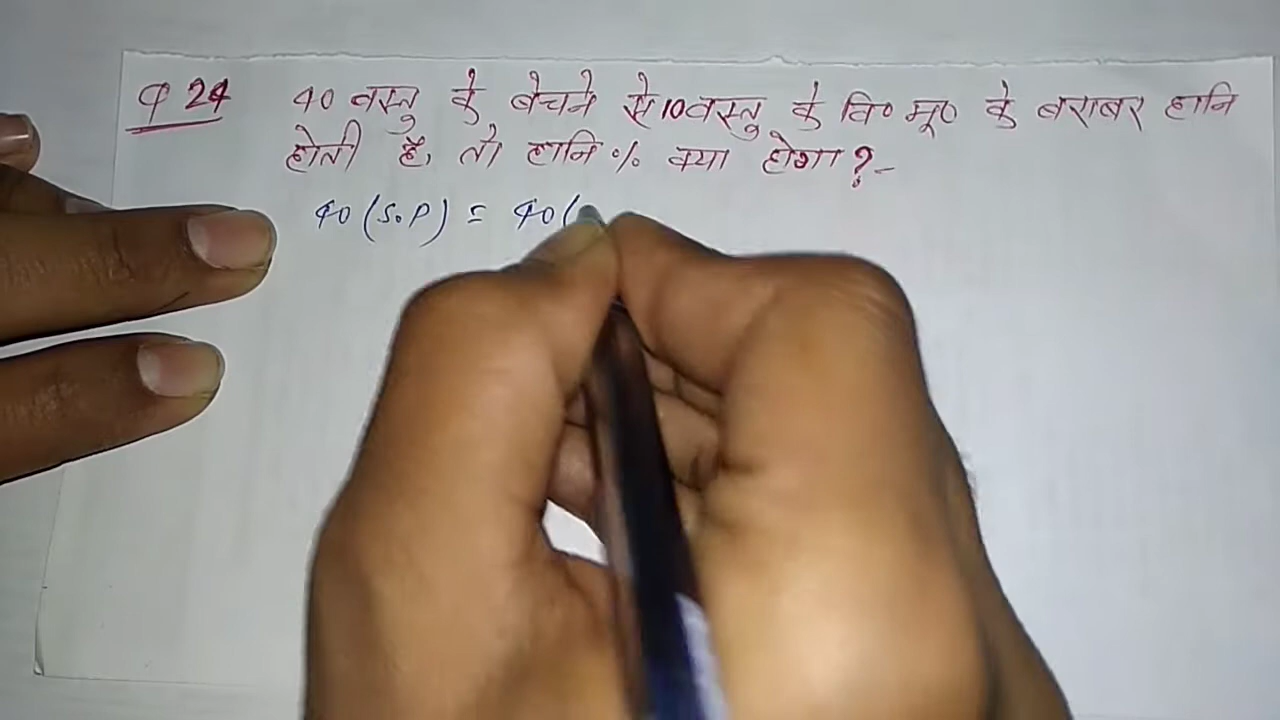 Q 24 40 वस्तु के बेचने से 10 वस्तु के वि० मू० के बराबर हानि
होती है, तो हानि % क्या होगा ?-
40 (S.P) = 40 (